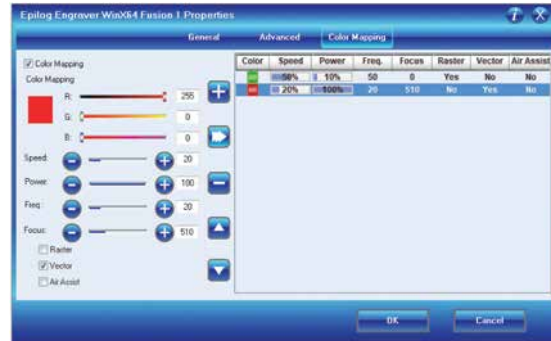 Epilog Engraver WinX64 Fusion 1 Properties
General Advanced Color Mapping
Color Mapping
Color Mapping
R: 255
G: 0
B: 0
Speed: 20
Power: 100
Freq.: 20
Focus: 510
Raster
Vector
Air Assist
Color Speed Power Freq. Focus Raster Vector Air Assist
50% 10% 50 0 Yes No No
20% 100% 20 510 No Yes No
OK Cancel